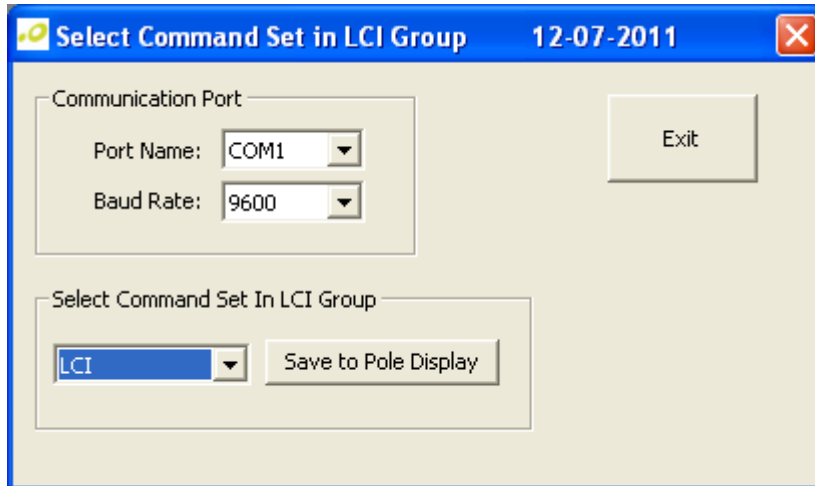 Select Command Set in LCI Group 12-07-2011
Communication Port
Port Name: COM1
Baud Rate: 9600
Exit
Select Command Set In LCI Group
LCI Save to Pole Display